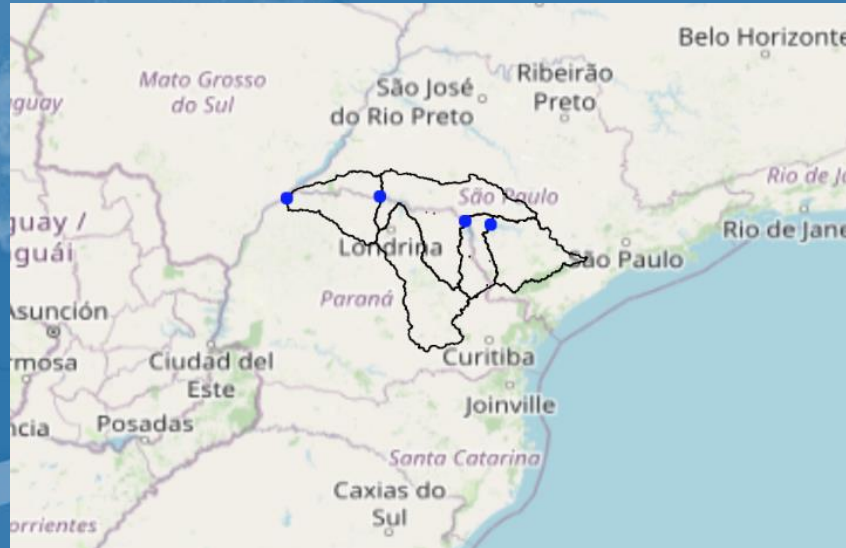 Belo Horizonte
Mato Grosso
do Sul
São José
do Rio Preto
Ribeirão
Preto
guay
São Paulo
Rio de Ja
guay /
aguái
Londrina
São Paulo
Rio de Jane
Paraná
Asunción
rmosa
Ciudad del
Este
Curitiba
Joinville
ncia
Posadas
Santa Catarina
Caxias do
Sul
orrientes